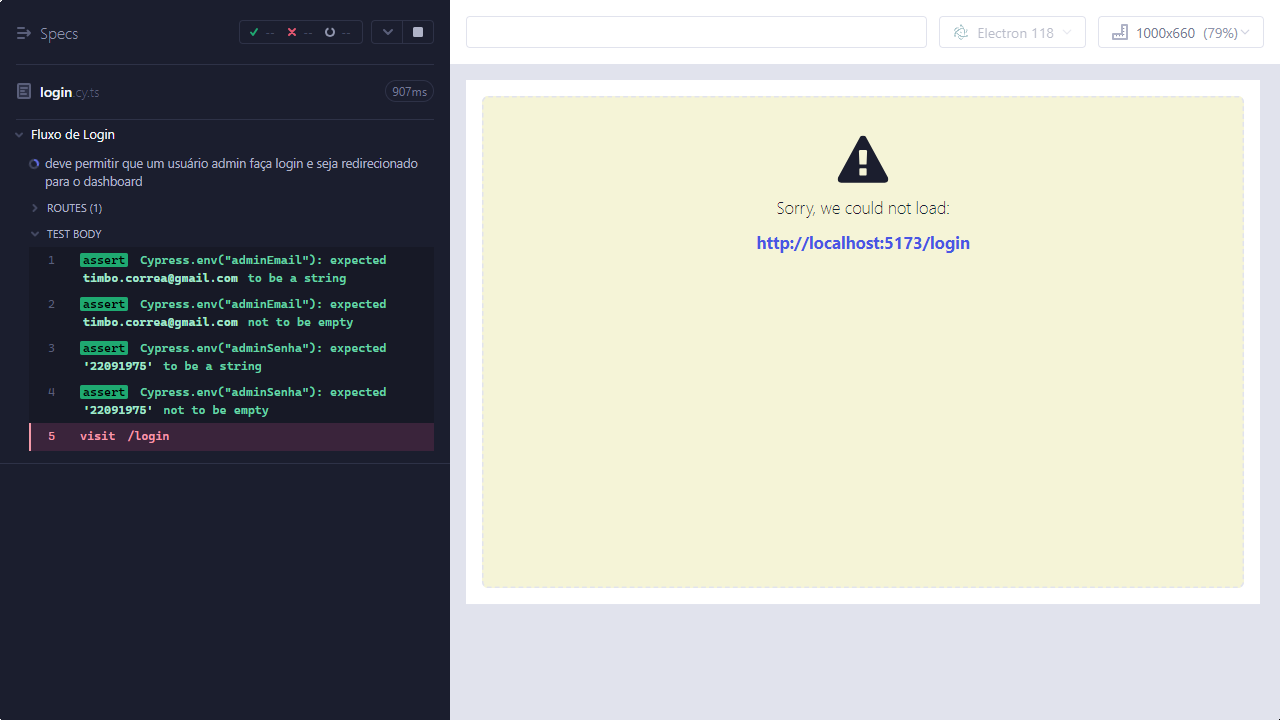 Specs
-- -- --
login.cy.ts
907ms
Fluxo de Login
deve permitir que um usuário admin faça login e seja redirecionado
para o dashboard
ROUTES (1)
TEST BODY
1 assert Cypress.env("adminEmail"): expected
timbo.correa@gmail.com to be a string
2 assert Cypress.env("adminEmail"): expected
timbo.correa@gmail.com not to be empty
3 assert Cypress.env("adminSenha"): expected
'22091975' to be a string
4 assert Cypress.env("adminSenha"): expected
'22091975' not to be empty
5 visit /login
Electron 118
1000x660 (79%)
Sorry, we could not load:
http://localhost:5173/login